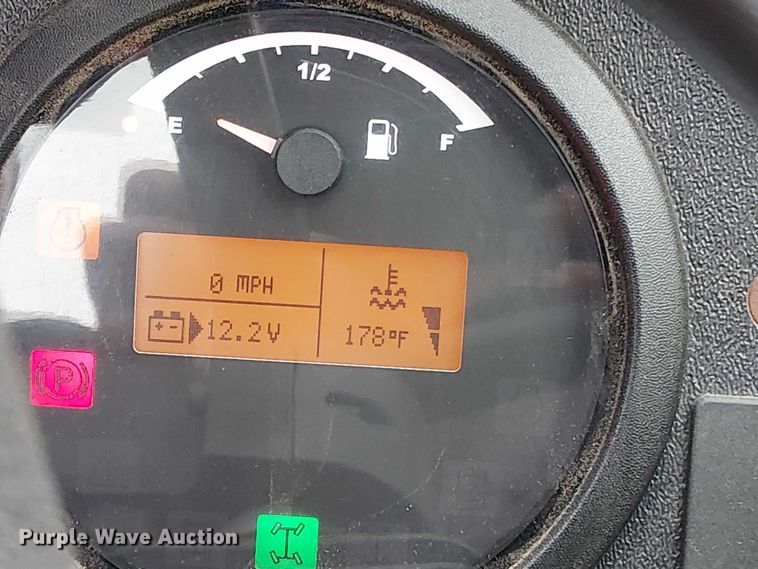 1/2
E
F
0 MPH
12.2V
178°F
P
Purple Wave Auction